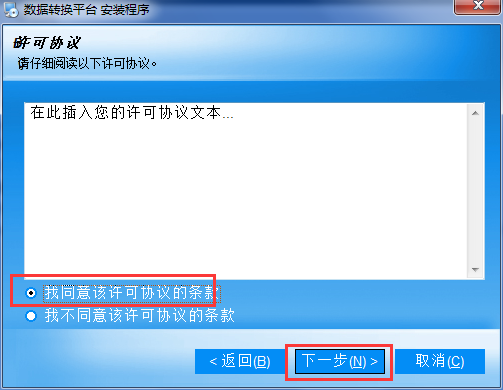 数据转换平台 安装程序
许可协议
请仔细阅读以下许可协议。
在此插入您的许可协议文本...
我同意该许可协议的条款
我不同意该许可协议的条款
< 返回(B)
下一步(N) >
取消(C)